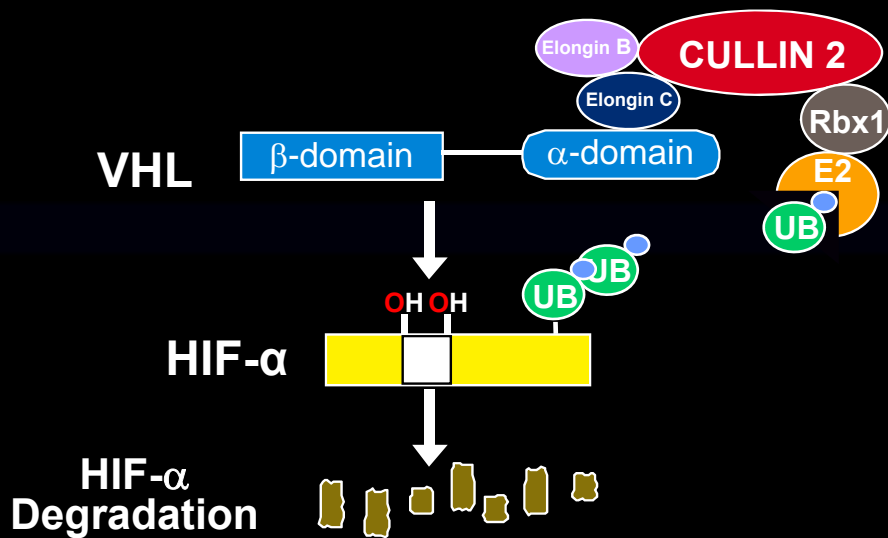 Elongin B
CULLIN 2
Elongin C
Rbx1
VHL
β-domain
α-domain
E2
UB
OH OH
UB
UB
HIF-α
HIF-α
Degradation